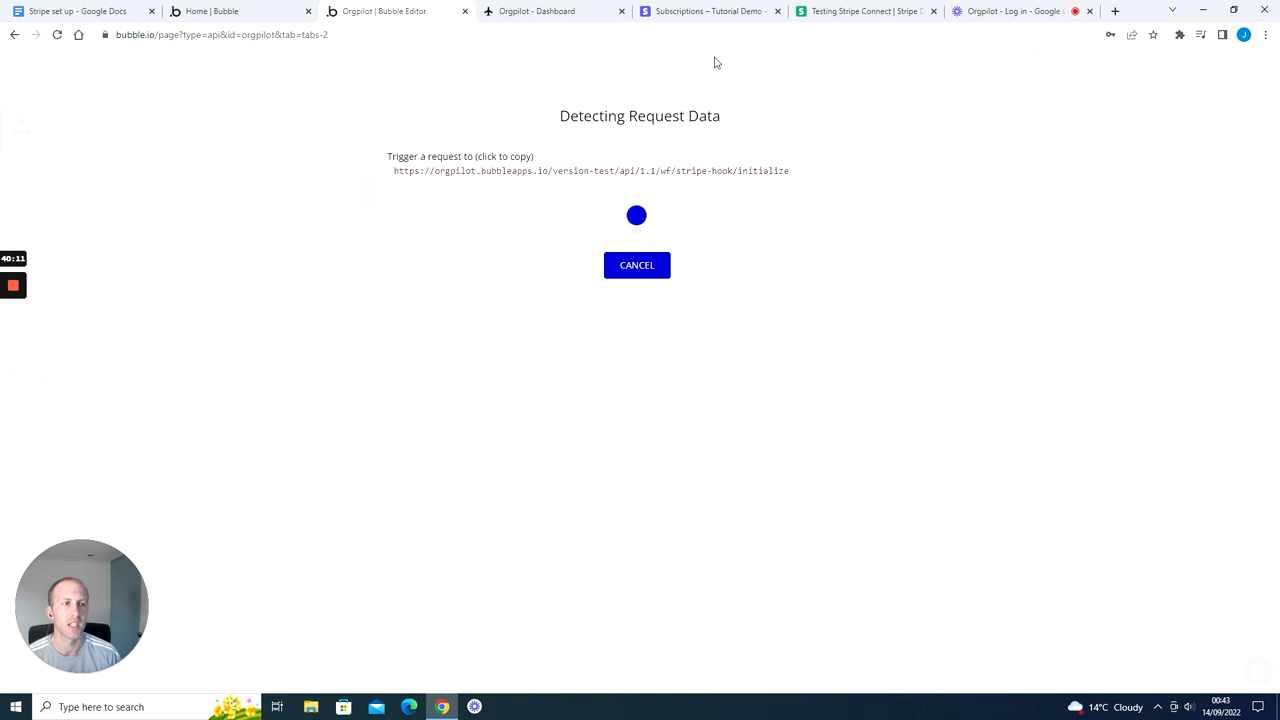 Stripe set up - Google Docs
Home | Bubble
Orgpilot | Bubble Editor
Orgpilot - Dashboard
Subscriptions – Tutorial Demo –
Testing Stripe Connect | Stripe D
Orgpilot - Log in - Google C
bubble.io/page?type=api&id=orgpilot&tab=tabs-2
J
Detecting Request Data
Trigger a request to (click to copy)
https://orgpilot.bubbleapps.io/version-test/api/1.1/wf/stripe-hook/initialize
40:11
CANCEL
Type here to search
14°C Cloudy
00:43
14/09/2022